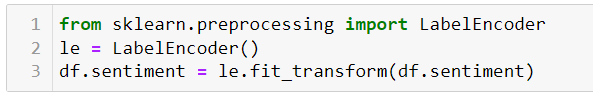 1 from sklearn.preprocessing import LabelEncoder
2 le = LabelEncoder()
3 df.sentiment = le.fit_transform(df.sentiment)